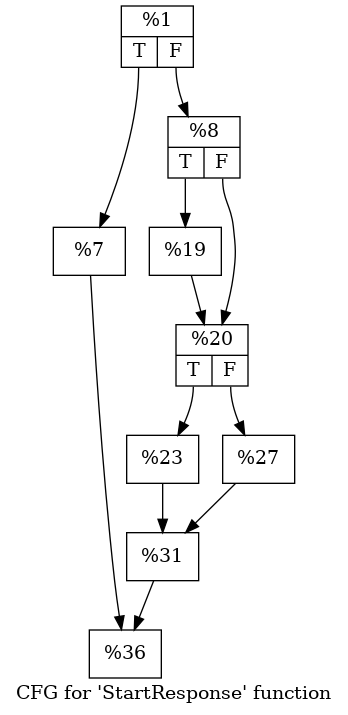 %1
T F
%8
T F
%7
%19
%20
T F
%23
%27
%31
%36
CFG for 'StartResponse' function